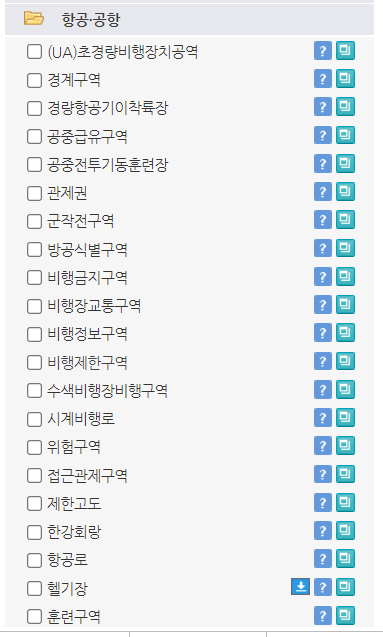 항공·공항
(UA)초경량비행장치공역
경계구역
경량항공기이착륙장
공중급유구역
공중전투기동훈련장
관제권
군작전구역
방공식별구역
비행금지구역
비행장교통구역
비행정보구역
비행제한구역
수색비행장비행구역
시계비행로
위험구역
접근관제구역
제한고도
한강회랑
항공로
헬기장
훈련구역